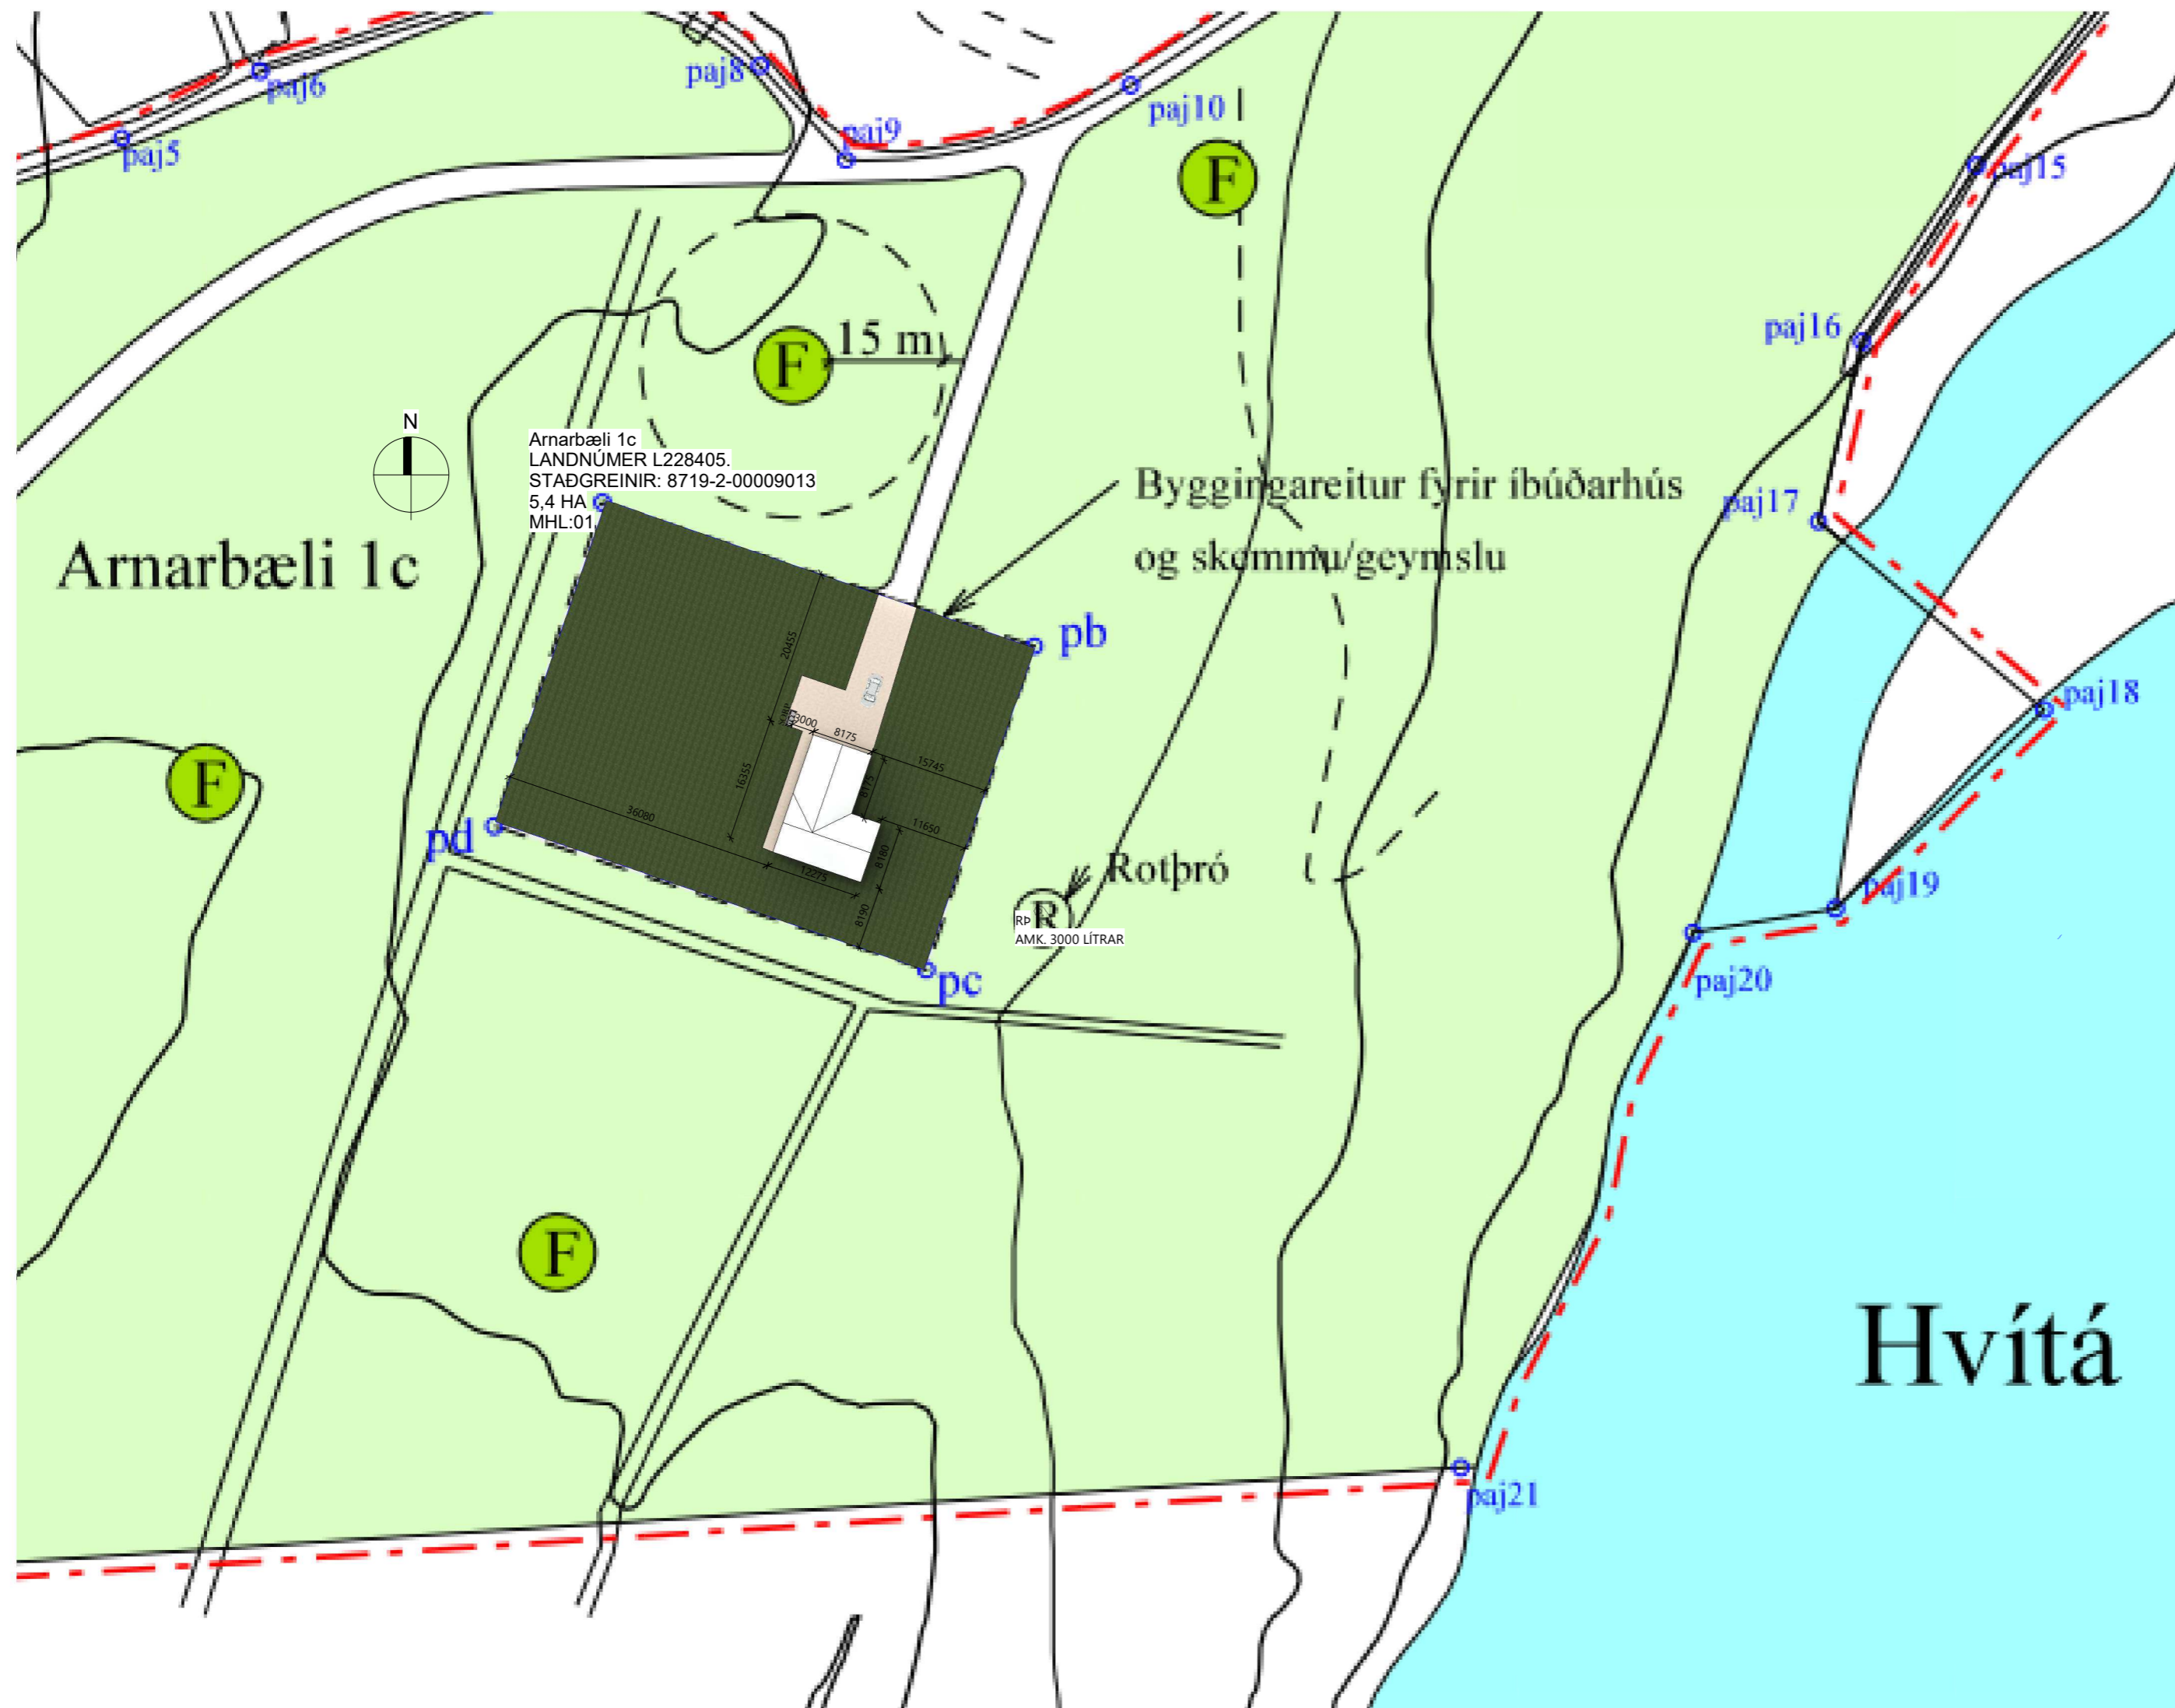 paj6
paj5
paj8
paj9
paj10
F
paj15
paj16
15 m
F
N
Arnarbæli 1c
LANDNÚMER L228405.
STAÐGREINIR: 8719-2-00009013
5,4 HA
MHL:01
Byggingareitur fyrir íbúðarhús
og skemmu/geymslu
paj17
Arnarbæli 1c
pb
paj18
20455
3000
8175
15745
16355
36080
11650
8180
12275
8190
F
pd
Rotþró
R
RÞ
AMK. 3000 LÍTRAR
pc
paj19
paj20
F
Hvítá
paj21